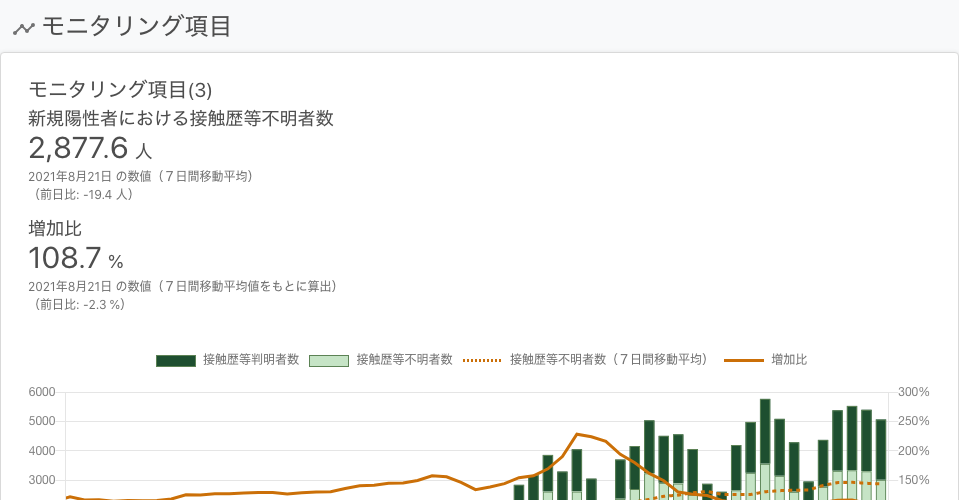 モニタリング項目
モニタリング項目(3)
新規陽性者における接触歴等不明者数
2,877.6 人
2021年8月21日 の数値（７日間移動平均）
（前日比: -19.4 人）
増加比
108.7 %
2021年8月21日 の数値（７日間移動平均値をもとに算出）
（前日比: -2.3 %）
接触歴等判明者数 接触歴等不明者数 接触歴等不明者数（７日間移動平均） 増加比
6000 300%
5000 250%
4000 200%
3000 150%